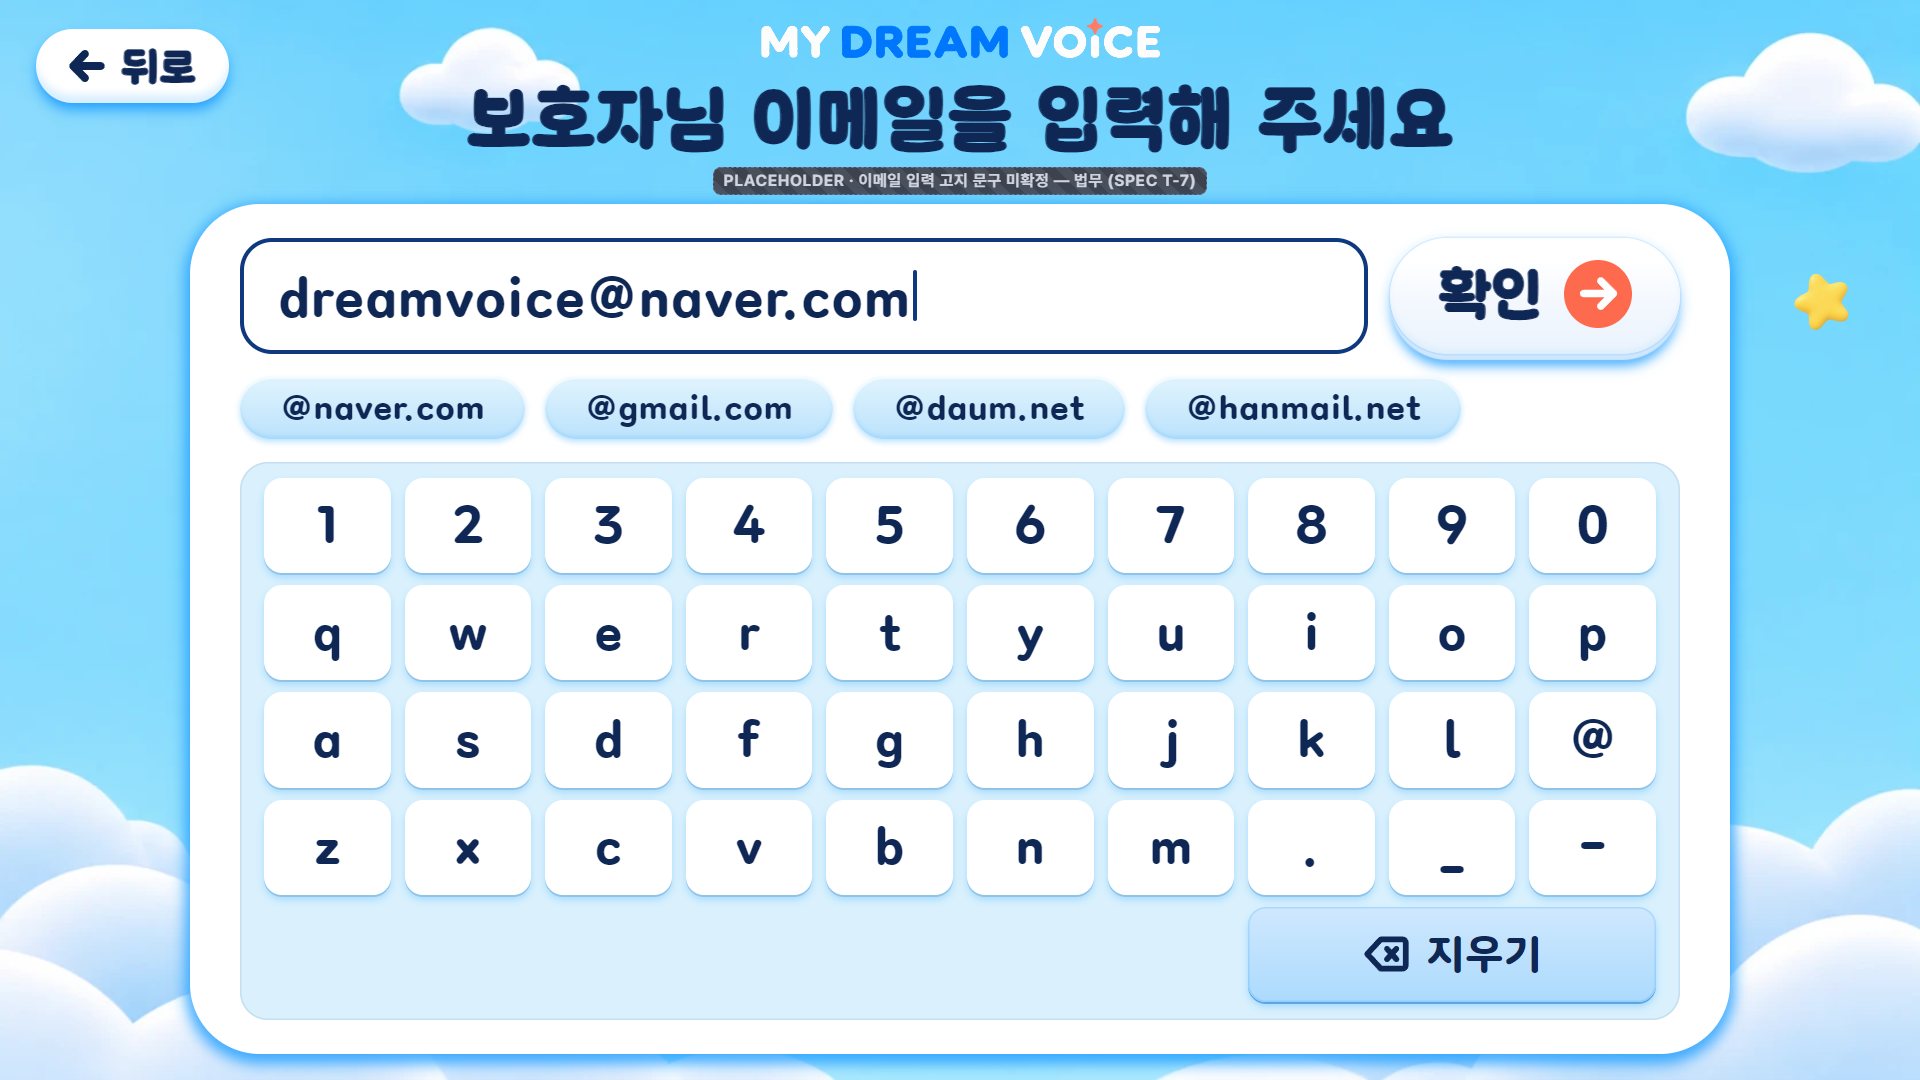 뒤로
MY DREAM VOiCE
보호자님 이메일을 입력해 주세요
PLACEHOLDER · 이메일 입력 고지 문구 미확정 — 법무 (SPEC T-7)
dreamvoice@naver.com
확인
@naver.com @gmail.com @daum.net @hanmail.net
1 2 3 4 5 6 7 8 9 0
q w e r t y u i o p
a s d f g h j k l @
z x c v b n m . _ -
지우기